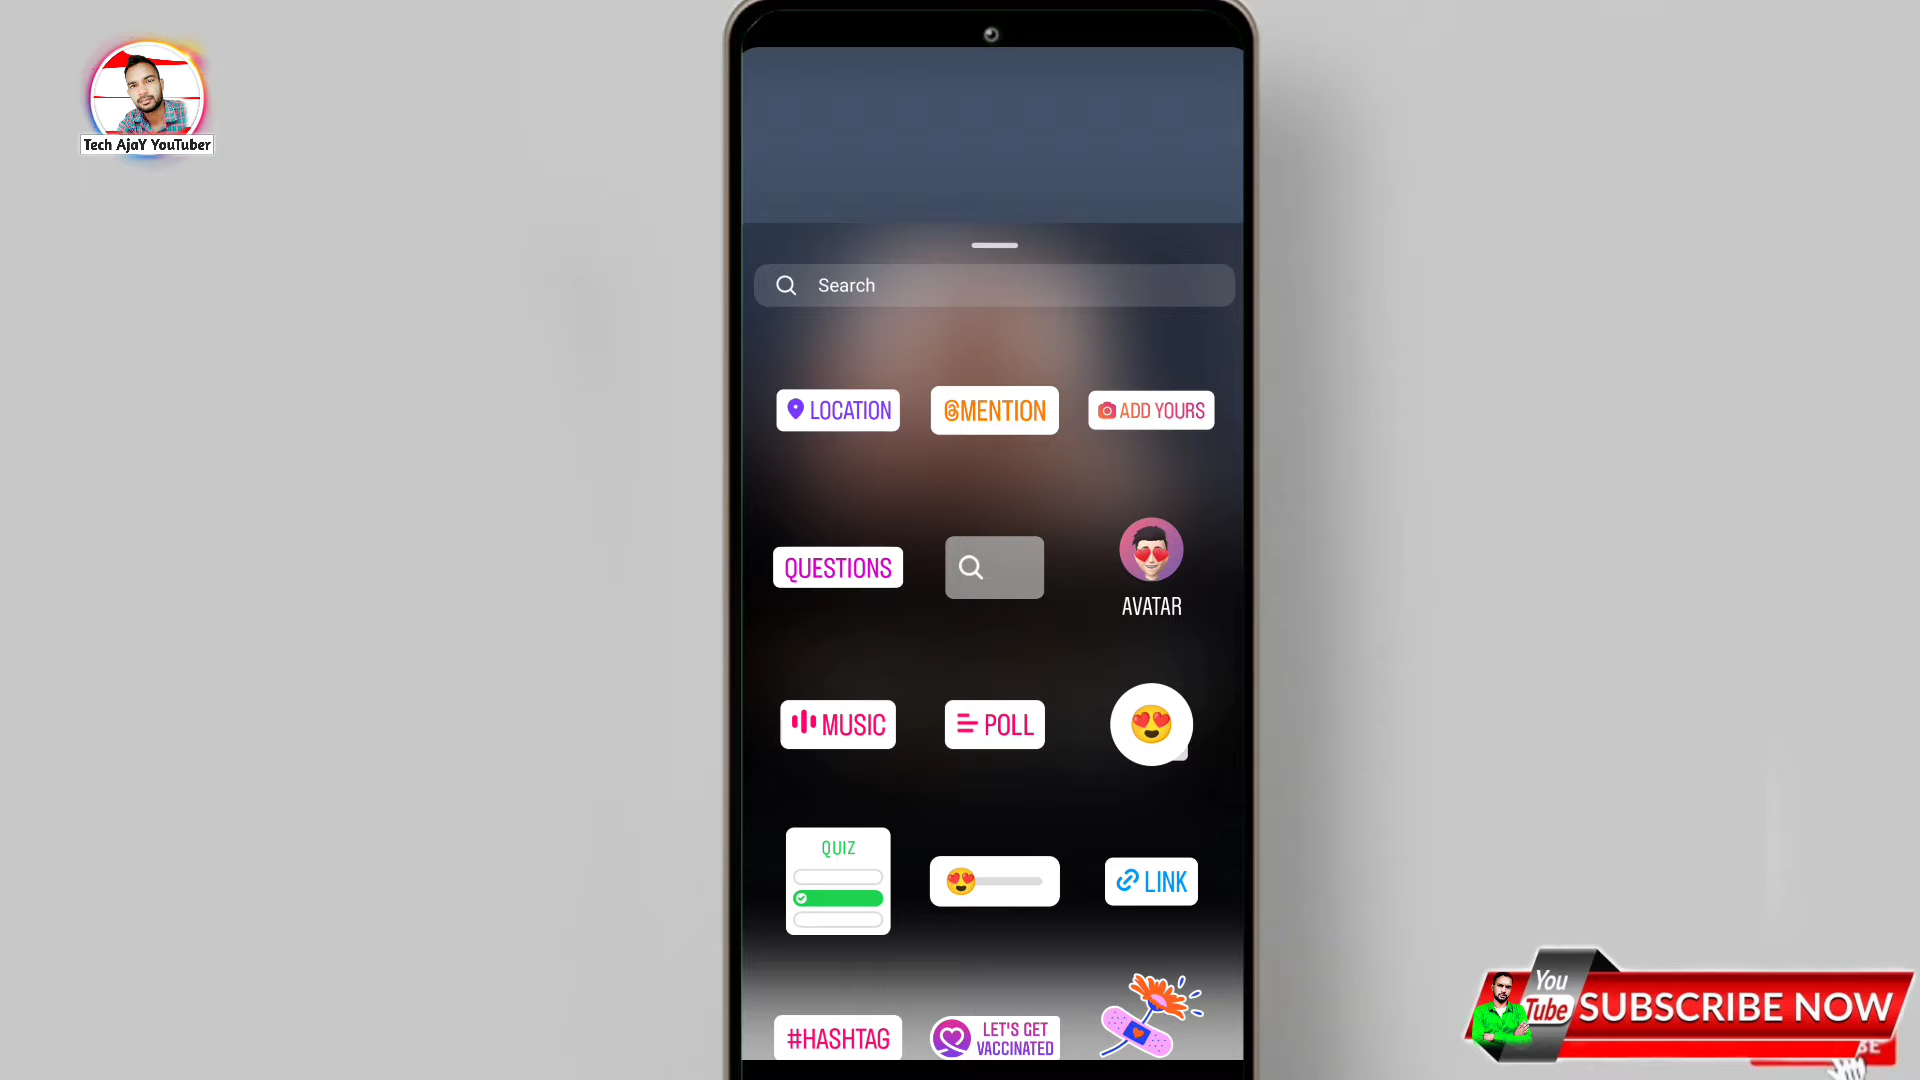 Tech AjaY YouTuber
Search
LOCATION
@MENTION
ADD YOURS
QUESTIONS
AVATAR
MUSIC
POLL
QUIZ
LINK
#HASHTAG
LET'S GET
VACCINATED
You
Tube
SUBSCRIBE NOW